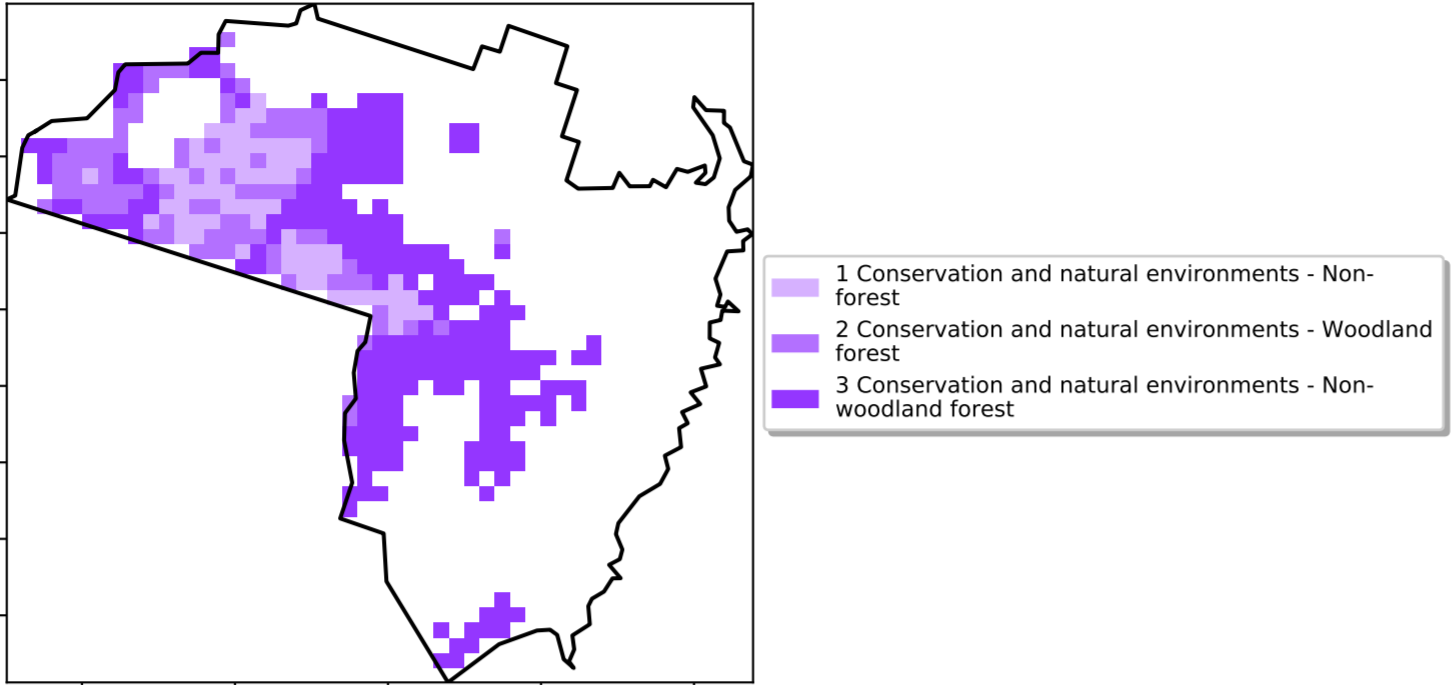 1 Conservation and natural environments - Non-
forest
2 Conservation and natural environments - Woodland
forest
3 Conservation and natural environments - Non-
woodland forest